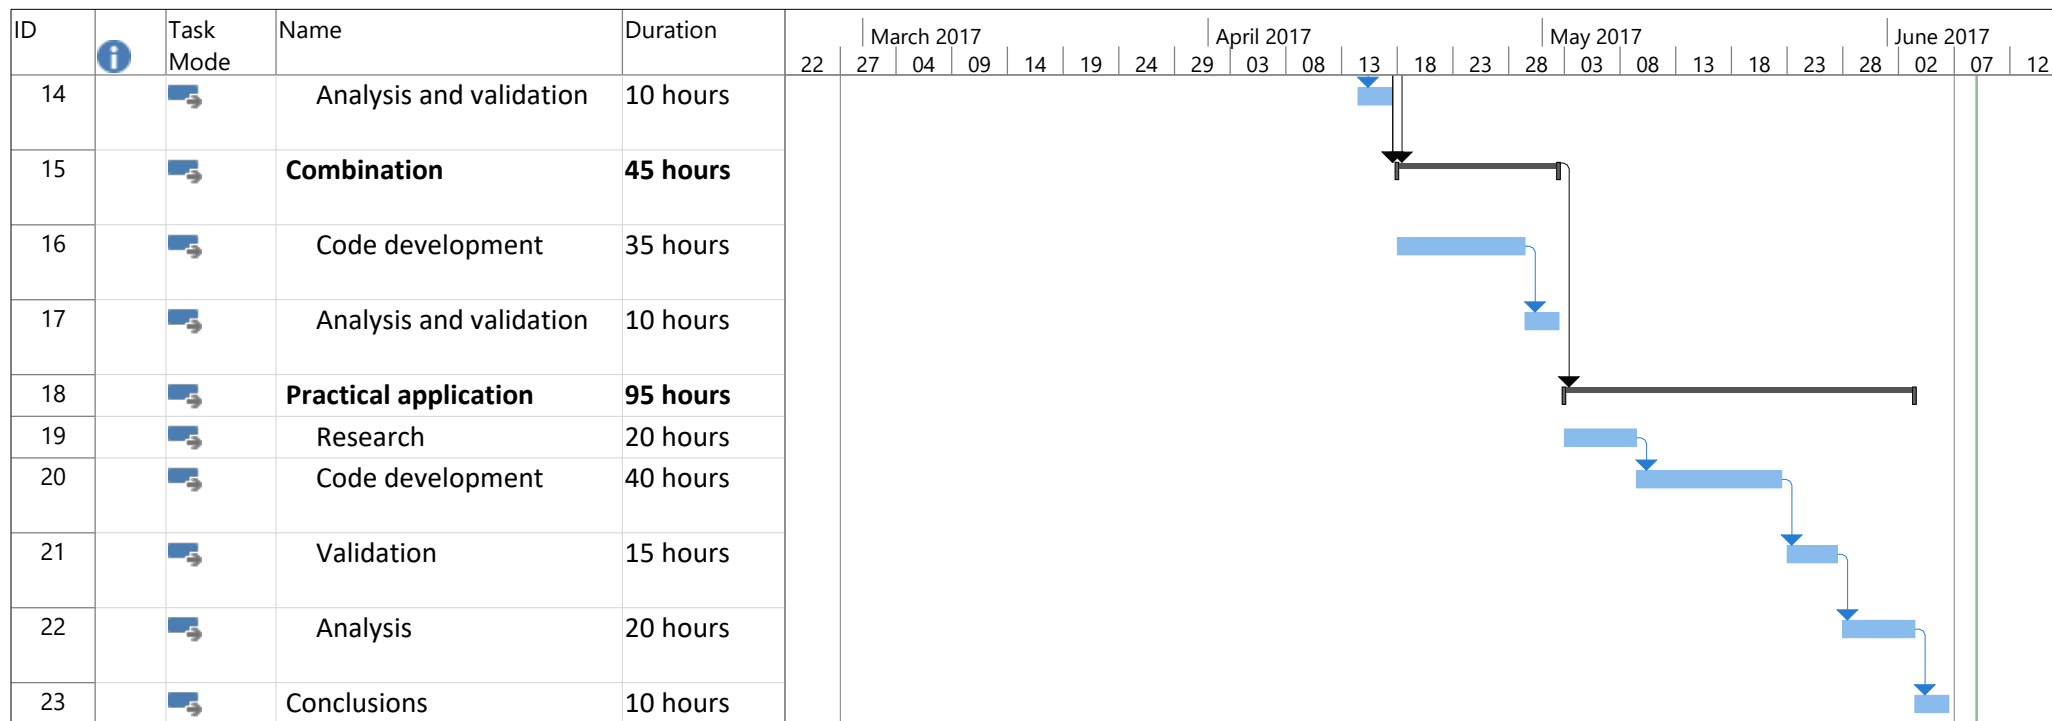 ID Task Mode Name Duration
March 2017 April 2017 May 2017 June 2017
22 27 04 09 14 19 24 29 03 08 13 18 23 28 03 08 13 18 23 28 02 07 12
14 Analysis and validation 10 hours
15 Combination 45 hours
16 Code development 35 hours
17 Analysis and validation 10 hours
18 Practical application 95 hours
19 Research 20 hours
20 Code development 40 hours
21 Validation 15 hours
22 Analysis 20 hours
23 Conclusions 10 hours